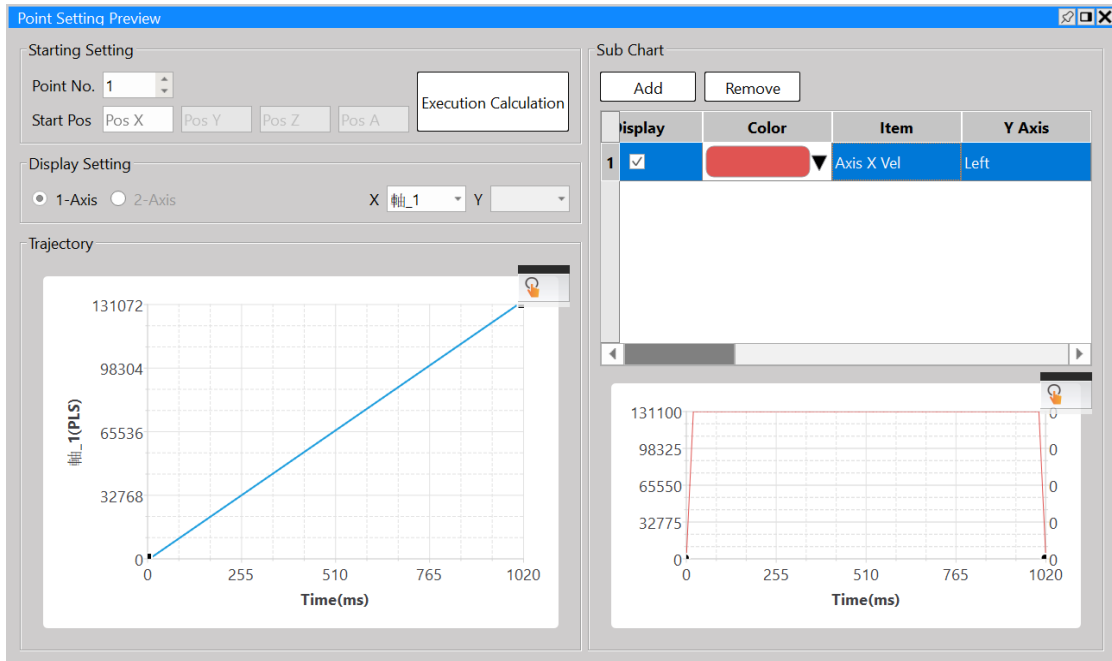 Point Setting Preview
Starting Setting
Point No. 1
Start Pos Pos X Pos Y Pos Z Pos A
Execution Calculation
Display Setting
1-Axis 2-Axis X 軸_1 Y
Trajectory
131072
98304
65536
32768
0
軸_1(PLS)
0 255 510 765 1020
Time(ms)
Sub Chart
Add Remove
Display Color Item Y Axis
1 Axis X Vel Left
131100
98325
65550
32775
0
0
0
0
0
0
0 255 510 765 1020
Time(ms)